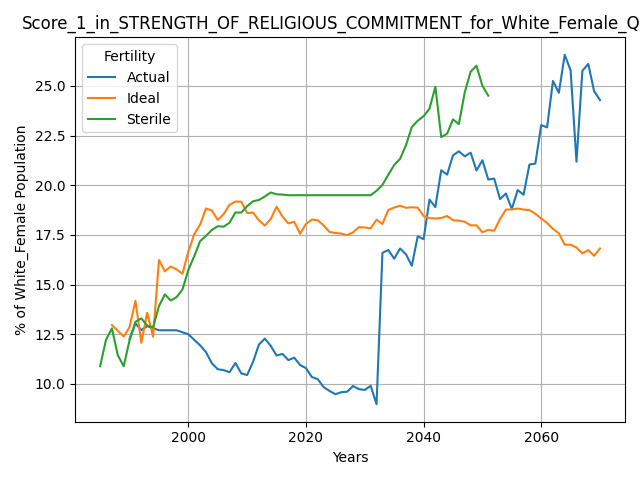 Score_1_in_STRENGTH_OF_RELIGIOUS_COMMITMENT_for_White_Female_Q
Fertility
Actual
Ideal
Sterile
25.0
22.5
20.0
17.5
15.0
12.5
10.0
% of White_Female Population
2000
2020
2040
2060
Years